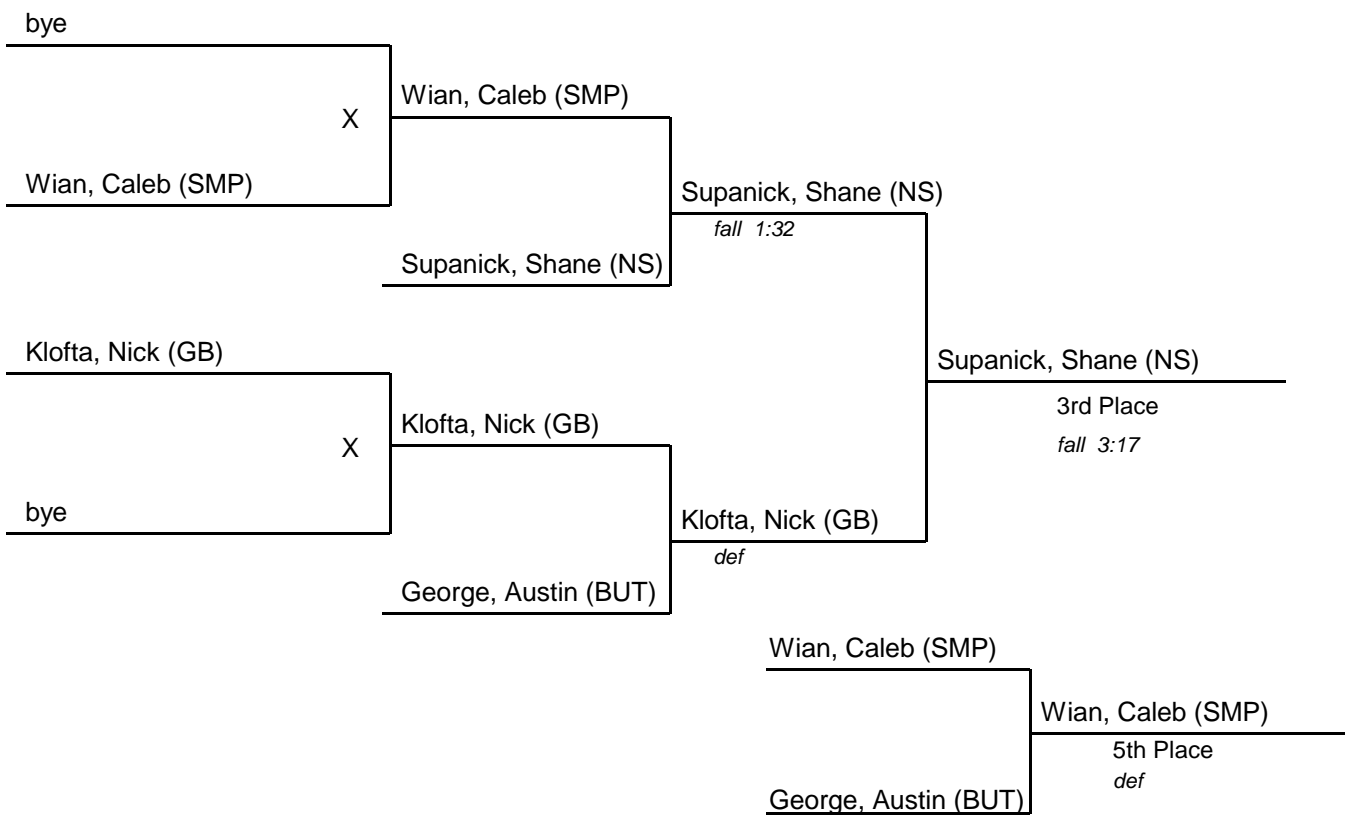 bye
Wian, Caleb (SMP)
X
Wian, Caleb (SMP)
Supanick, Shane (NS)
fall 1:32
Supanick, Shane (NS)
Klofta, Nick (GB)
Supanick, Shane (NS)
3rd Place
fall 3:17
Klofta, Nick (GB)
X
bye
Klofta, Nick (GB)
def
George, Austin (BUT)
Wian, Caleb (SMP)
Wian, Caleb (SMP)
5th Place
def
George, Austin (BUT)